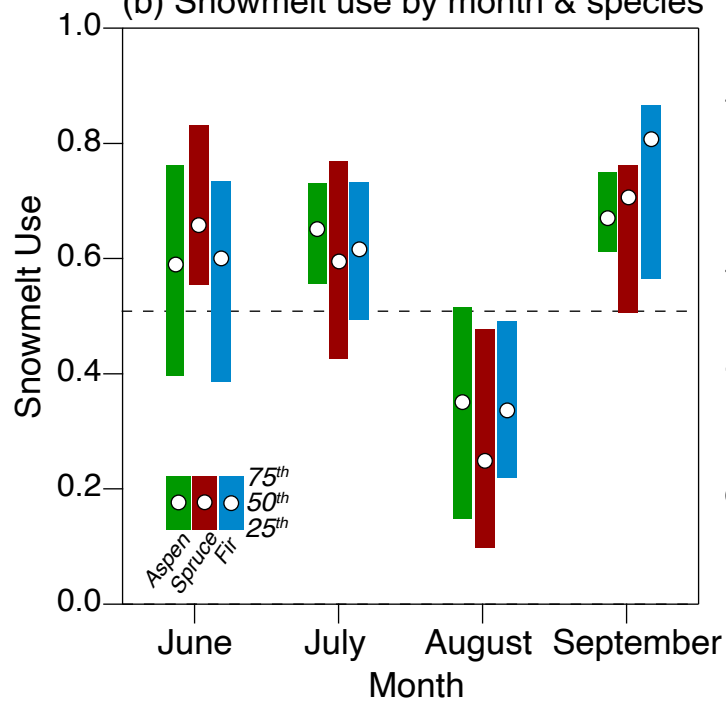 (b) Snowmelt use by month & species
1.0
0.8
0.6
0.4
0.2
0.0
Snowmelt Use
75th
50th
25th
Aspen
Spruce
Fir
June
July
August
September
Month